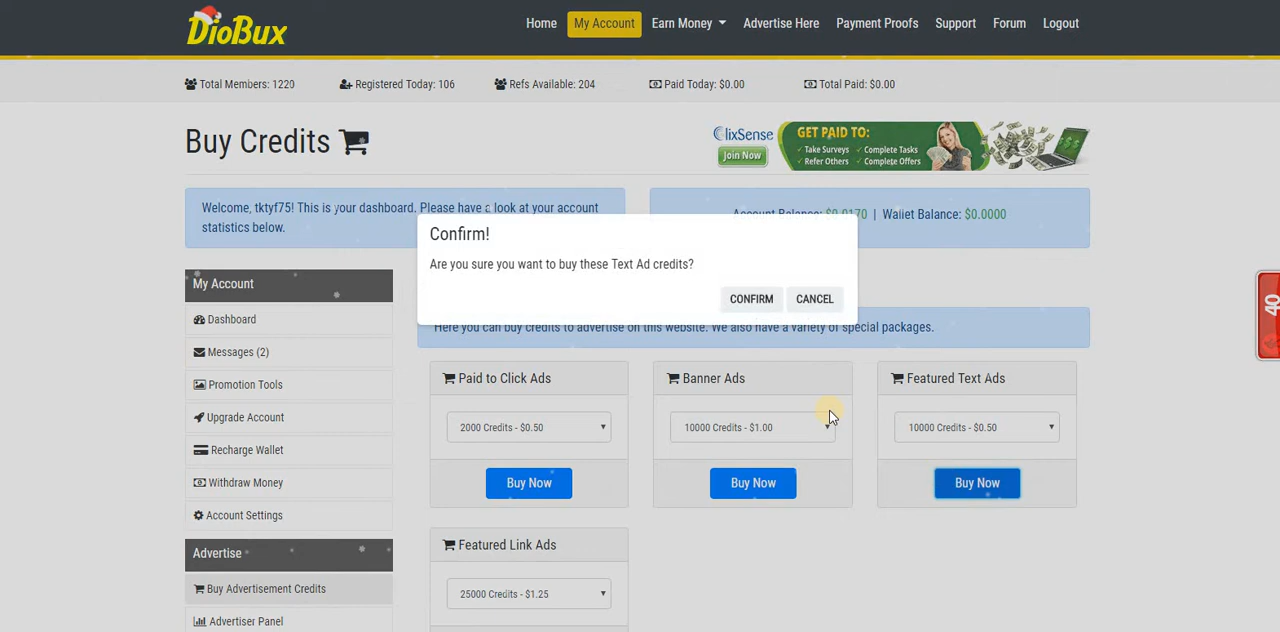 DioBux
Home My Account Earn Money Advertise Here Payment Proofs Support Forum Logout
Total Members: 1220 Registered Today: 106 Refs Available: 204 Paid Today: $0.00 Total Paid: $0.00
Buy Credits
ClixSense
Join Now
GET PAID TO:
✓ Take Surveys ✓ Complete Tasks
✓ Refer Others ✓ Complete Offers
Welcome, tktyf75! This is your dashboard. Please have a look at your account
statistics below.
Account Balance: $0.0170 | Wallet Balance: $0.0000
Confirm!
Are you sure you want to buy these Text Ad credits?
CONFIRM CANCEL
Here you can buy credits to advertise on this website. We also have a variety of special packages.
My Account
Dashboard
Messages (2)
Promotion Tools
Upgrade Account
Recharge Wallet
Withdraw Money
Account Settings
Advertise
Buy Advertisement Credits
Advertiser Panel
Paid to Click Ads
2000 Credits - $0.50
Buy Now
Banner Ads
10000 Credits - $1.00
Buy Now
Featured Text Ads
10000 Credits - $0.50
Buy Now
Featured Link Ads
25000 Credits - $1.25
40